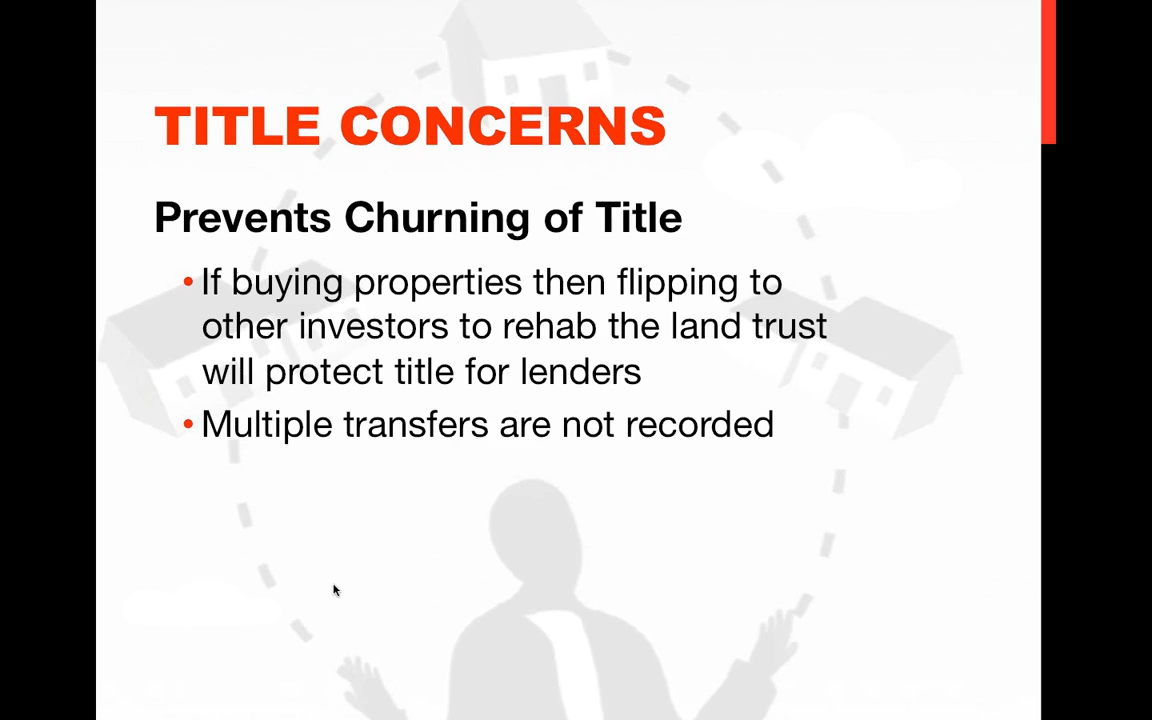 TITLE CONCERNS
Prevents Churning of Title
• If buying properties then flipping to
other investors to rehab the land trust
will protect title for lenders
• Multiple transfers are not recorded